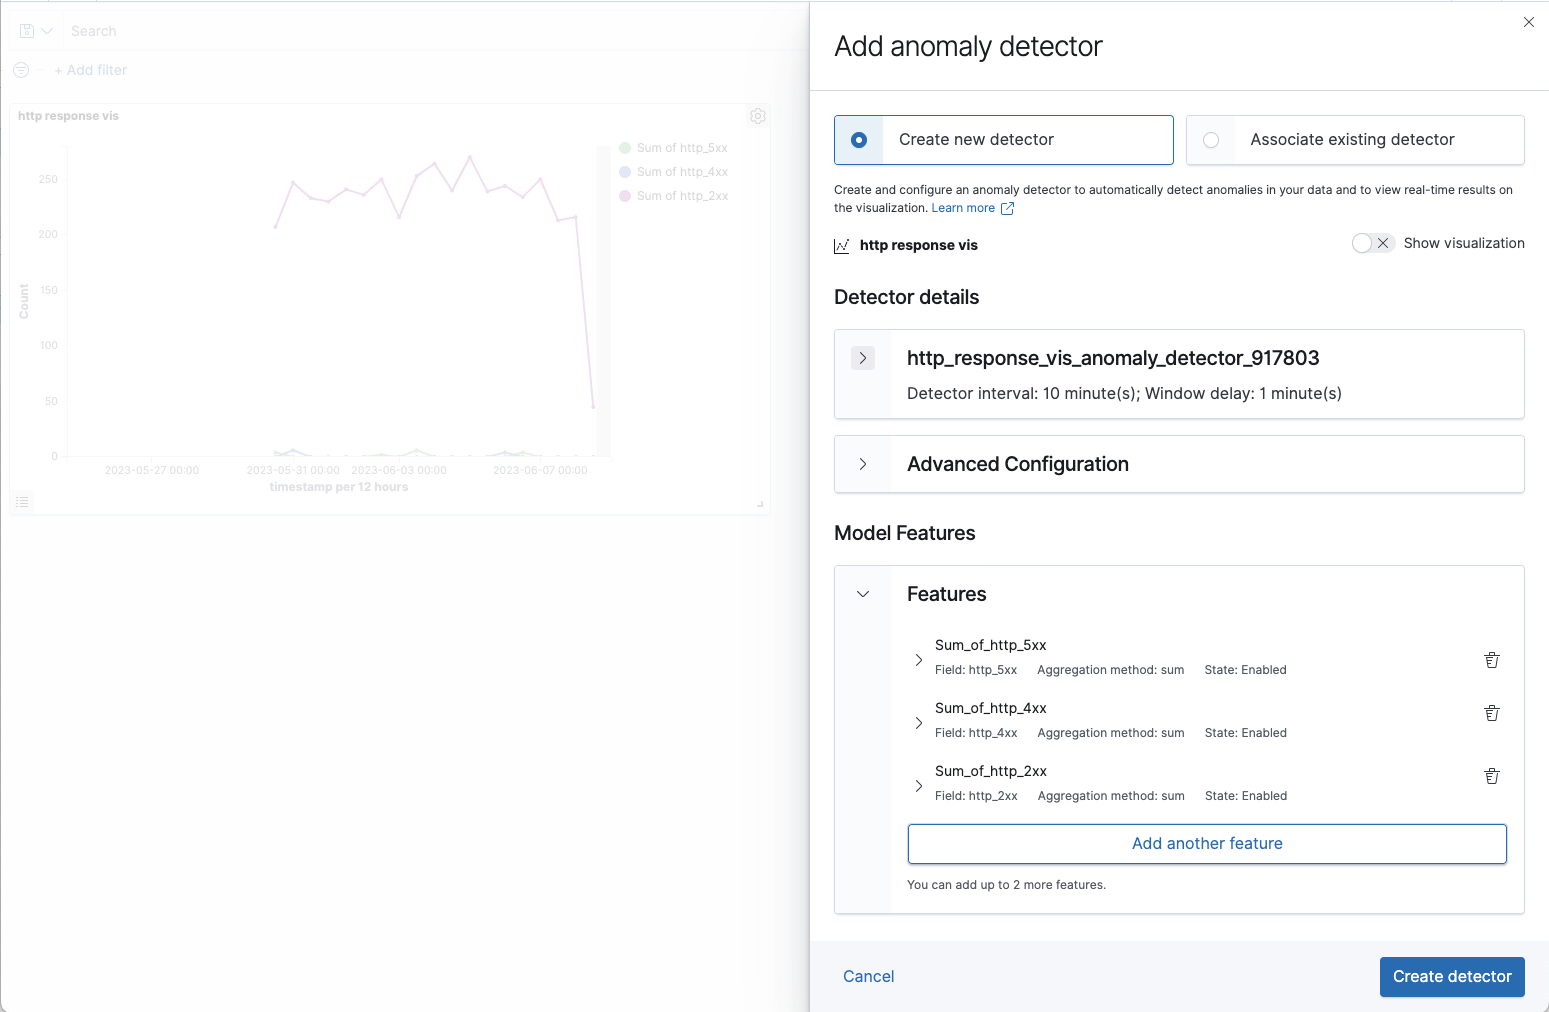 Search
+ Add filter
http response vis
Sum of http_5xx
Sum of http_4xx
Sum of http_2xx
250
200
150
100
50
0
Count
2023-05-27 00:00
2023-05-31 00:00
2023-06-03 00:00
2023-06-07 00:00
timestamp per 12 hours
Add anomaly detector
Create new detector
Associate existing detector
Create and configure an anomaly detector to automatically detect anomalies in your data and to view real-time results on
the visualization. Learn more
http response vis
Show visualization
Detector details
http_response_vis_anomaly_detector_917803
Detector interval: 10 minute(s); Window delay: 1 minute(s)
Advanced Configuration
Model Features
Features
Sum_of_http_5xx
Field: http_5xx Aggregation method: sum State: Enabled
Sum_of_http_4xx
Field: http_4xx Aggregation method: sum State: Enabled
Sum_of_http_2xx
Field: http_2xx Aggregation method: sum State: Enabled
Add another feature
You can add up to 2 more features.
Cancel
Create detector